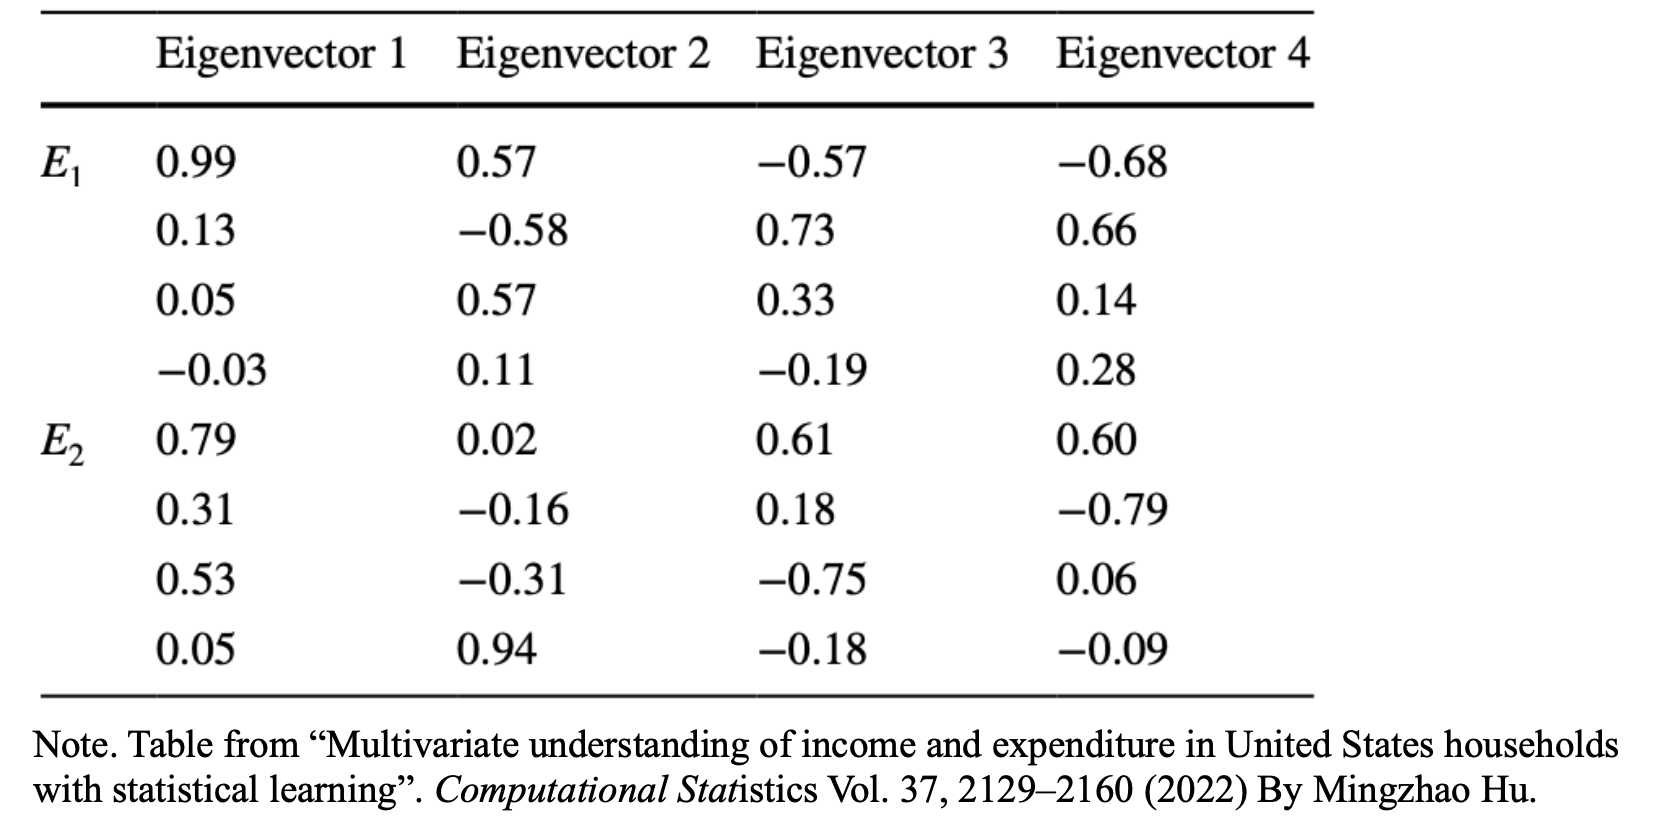 Eigenvector 1 Eigenvector 2 Eigenvector 3 Eigenvector 4
E₁ 0.99 0.57 −0.57 −0.68
0.13 −0.58 0.73 0.66
0.05 0.57 0.33 0.14
−0.03 0.11 −0.19 0.28
E₂ 0.79 0.02 0.61 0.60
0.31 −0.16 0.18 −0.79
0.53 −0.31 −0.75 0.06
0.05 0.94 −0.18 −0.09
Note. Table from “Multivariate understanding of income and expenditure in United States households
with statistical learning”. Computational Statistics Vol. 37, 2129–2160 (2022) By Mingzhao Hu.